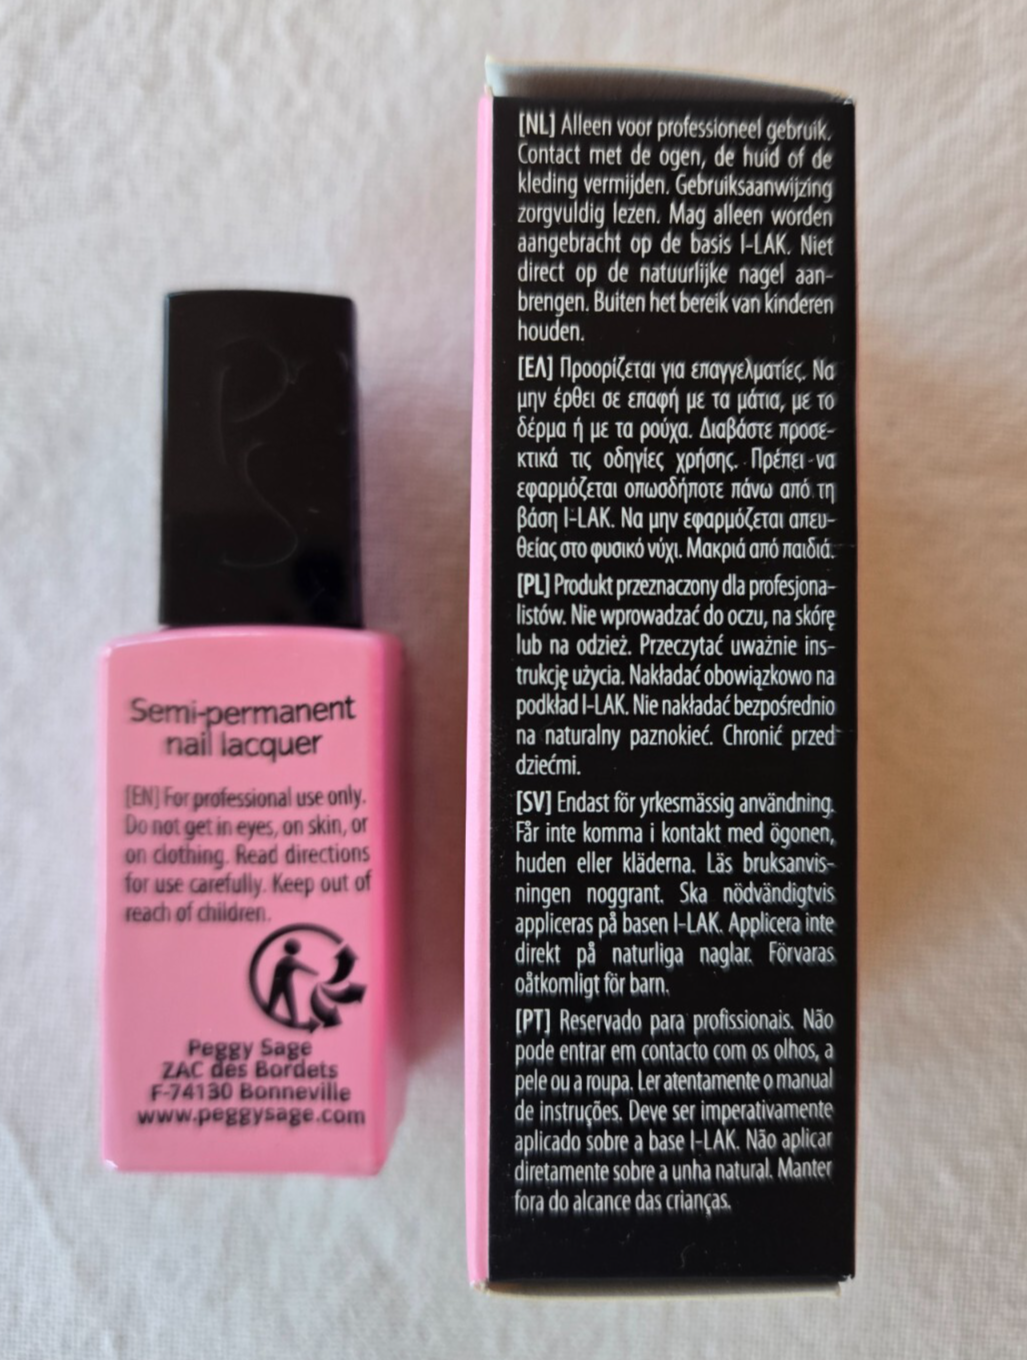 PS
Semi-permanent
nail lacquer
[EN] For professional use only.
Do not get in eyes, on skin, or
on clothing. Read directions
for use carefully. Keep out of
reach of children.
Peggy Sage
ZAC des Bordets
F-74130 Bonneville
www.peggysage.com
[NL] Alleen voor professioneel gebruik.
Contact met de ogen, de huid of de
kleding vermijden. Gebruiksaanwijzing
zorgvuldig lezen. Mag alleen worden
aangebracht op de basis I-LAK. Niet
direct op de natuurlijke nagel aan-
brengen. Buiten het bereik van kinderen
houden.
[ΕΛ] Προορίζεται για επαγγελματίες. Να
μην έρθει σε επαφή με τα μάτια, με το
δέρμα ή με τα ρούχα. Διαβάστε προσε-
κτικά τις οδηγίες χρήσης. Πρέπει να
εφαρμόζεται οπωσδήποτε πάνω από τη
βάση I-LAK. Να μην εφαρμόζεται απευ-
θείας στο φυσικό νύχι. Μακριά από παιδιά.
[PL] Produkt przeznaczony dla profesjona-
listów. Nie wprowadzać do oczu, na skórę
lub na odzież. Przeczytać uważnie ins-
trukcję użycia. Nakładać obowiązkowo na
podkład I-LAK. Nie nakładać bezpośrednio
na naturalny paznokieć. Chronić przed
dziećmi.
[SV] Endast för yrkesmässig användning.
Får inte komma i kontakt med ögonen,
huden eller kläderna. Läs bruksanvis-
ningen noggrant. Ska nödvändigtvis
appliceras på basen I-LAK. Applicera inte
direkt på naturliga naglar. Förvaras
oåtkomligt för barn.
[PT] Reservado para profissionais. Não
pode entrar em contacto com os olhos, a
pele ou a roupa. Ler atentamente o manual
de instruções. Deve ser imperativamente
aplicado sobre a base I-LAK. Não aplicar
diretamente sobre a unha natural. Manter
fora do alcance das crianças.